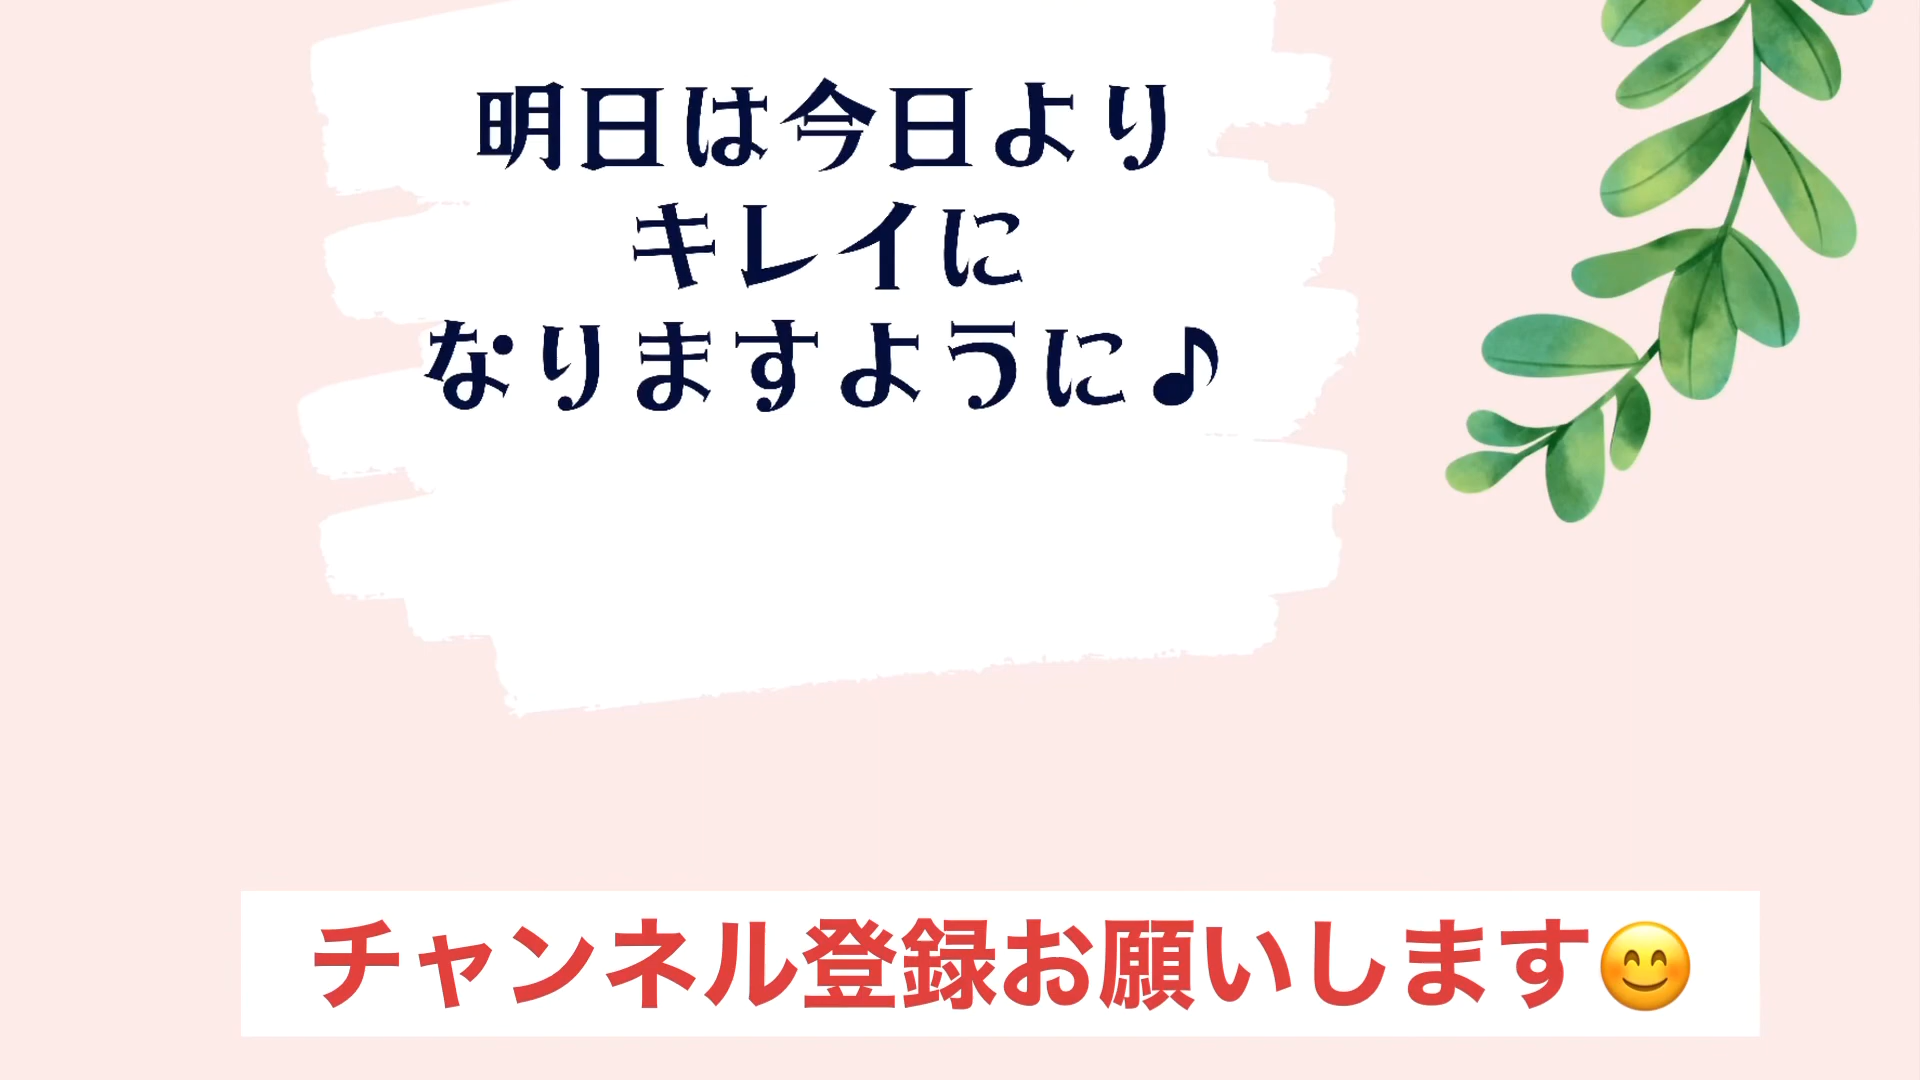 明日は今日より
キレイに
なりますように♪
チャンネル登録お願いします😊